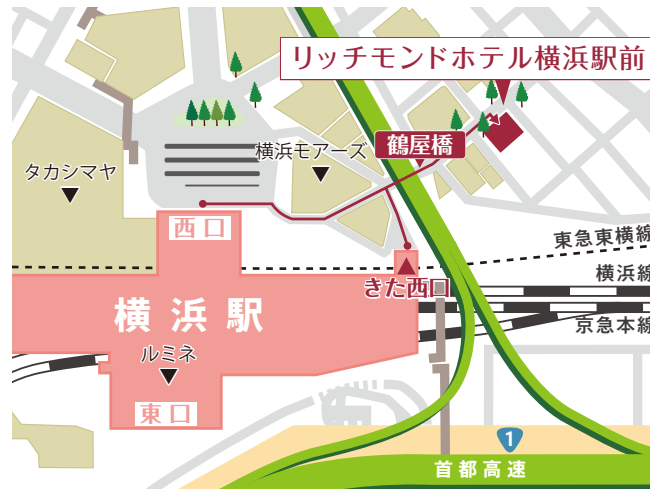 リッチモンドホテル横浜駅前
鶴屋橋
横浜モアーズ
タカシマヤ
西口
東急東横線
横浜線
きた西口
横浜駅
京急本線
ルミネ
東口
1
首都高速